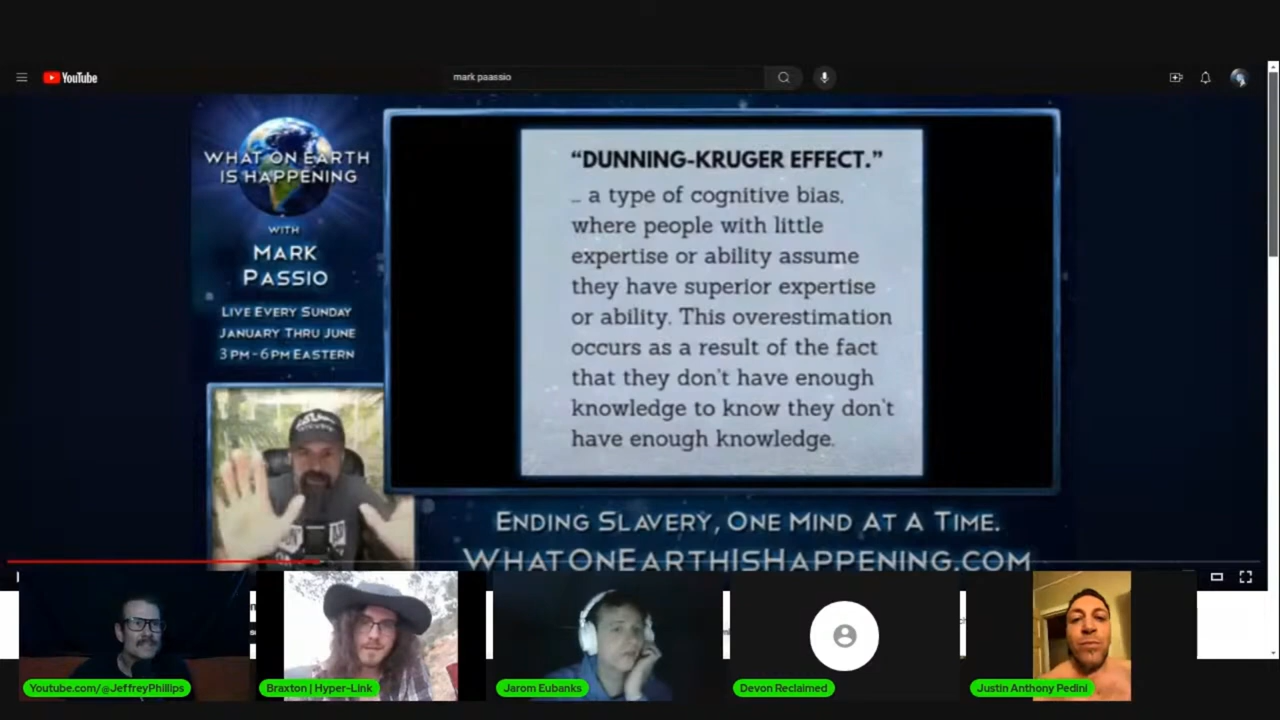 YouTube
mark paassio
WHAT ON EARTH
IS HAPPENING
WITH
MARK
PASSIO
LIVE EVERY SUNDAY
JANUARY THRU JUNE
3 PM - 6 PM EASTERN
“DUNNING-KRUGER EFFECT.”
... a type of cognitive bias,
where people with little
expertise or ability assume
they have superior expertise
or ability. This overestimation
occurs as a result of the fact
that they don't have enough
knowledge to know they don't
have enough knowledge.
ENDING SLAVERY, ONE MIND AT A TIME.
WHATONEARTHISHAPPENING.COM
Youtube.com/@JeffreyPhillips
Braxton | Hyper-Link
Jarom Eubanks
Devon Reclaimed
Justin Anthony Pedini